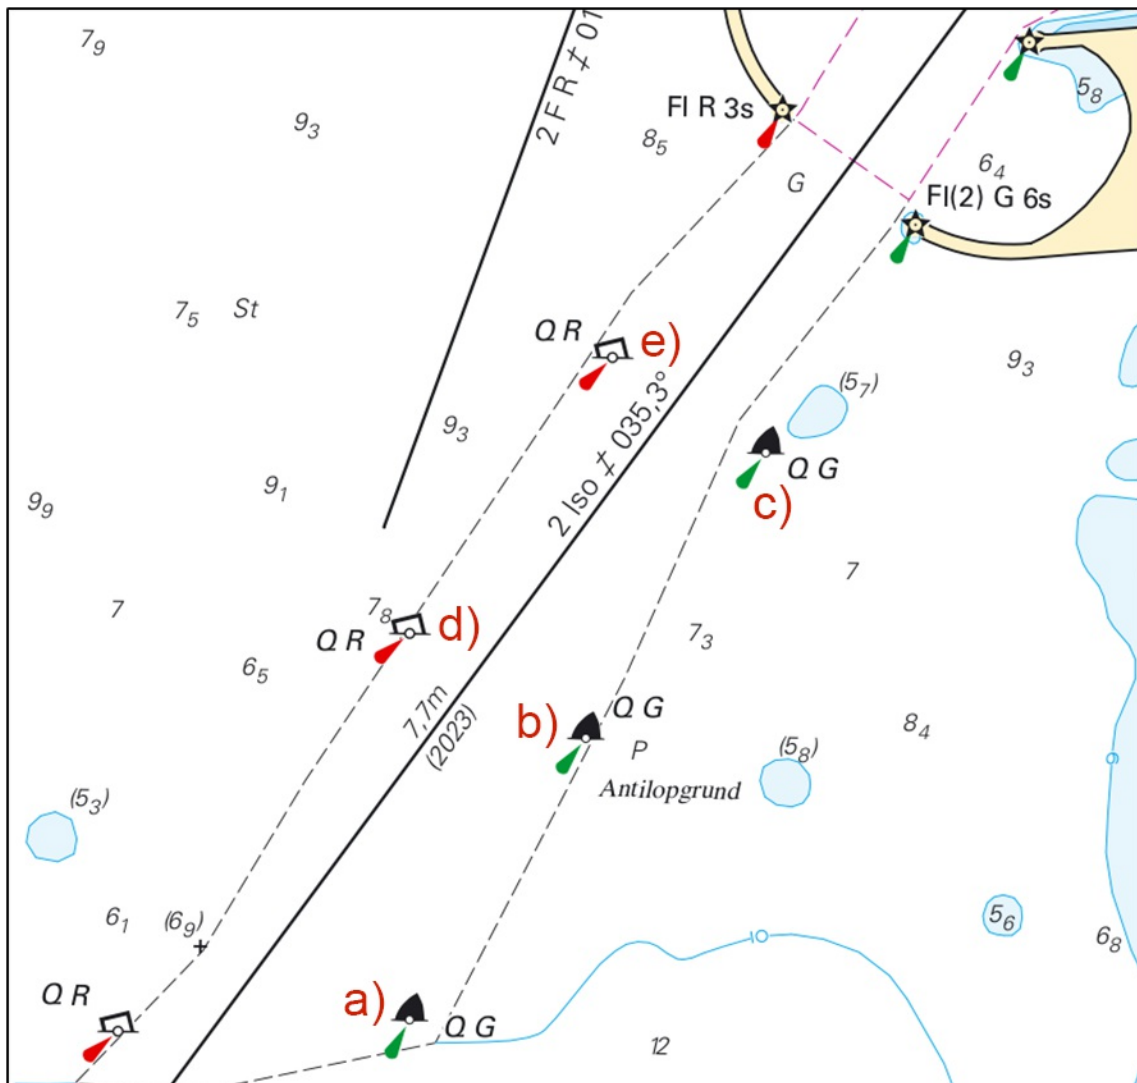 7₉
2 F R ≠ 01
9₃
8₅
Fl R 3s
5₈
6₄
G
Fl(2) G 6s
7₅
St
Q R
e)
9₃
(5₇)
9₃
2 Iso ≠ 035,3°
Q G
c)
9₉
9₁
7
7
7₈
Q R
d)
7₃
6₅
7,7m
(2023)
b)
Q G
P
8₄
(5₈)
Antilopgrund
6
(5₃)
6₁
(6₉)
5₆
6₈
10
Q R
a)
Q G
12